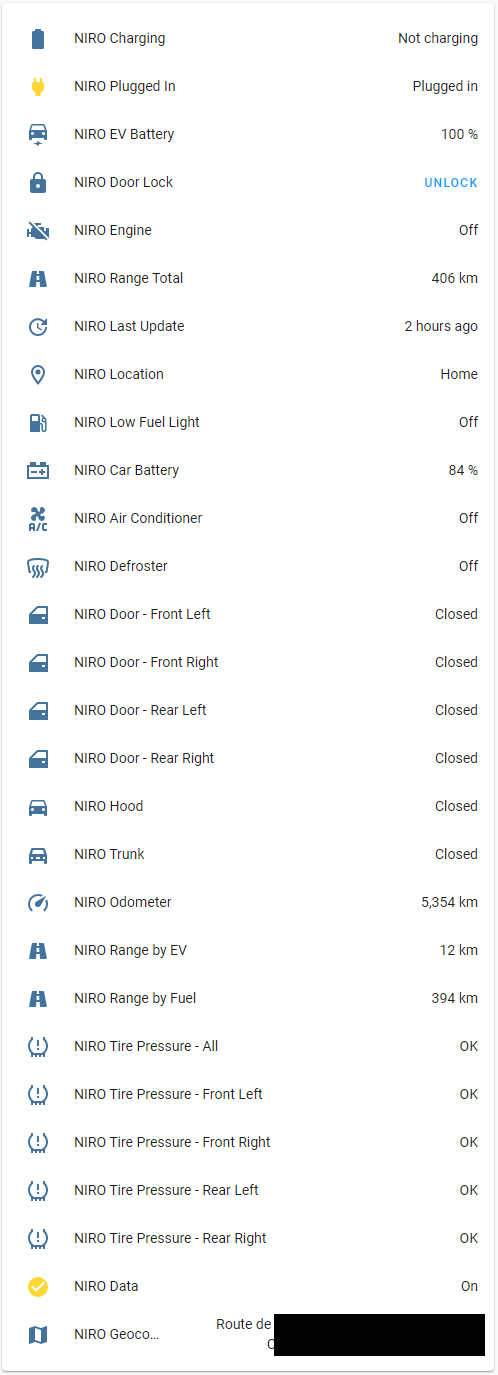 NIRO Charging Not charging
NIRO Plugged In Plugged in
NIRO EV Battery 100 %
NIRO Door Lock UNLOCK
NIRO Engine Off
NIRO Range Total 406 km
NIRO Last Update 2 hours ago
NIRO Location Home
NIRO Low Fuel Light Off
NIRO Car Battery 84 %
A/C NIRO Air Conditioner Off
NIRO Defroster Off
NIRO Door - Front Left Closed
NIRO Door - Front Right Closed
NIRO Door - Rear Left Closed
NIRO Door - Rear Right Closed
NIRO Hood Closed
NIRO Trunk Closed
NIRO Odometer 5,354 km
NIRO Range by EV 12 km
NIRO Range by Fuel 394 km
NIRO Tire Pressure - All OK
NIRO Tire Pressure - Front Left OK
NIRO Tire Pressure - Front Right OK
NIRO Tire Pressure - Rear Left OK
NIRO Tire Pressure - Rear Right OK
NIRO Data On
NIRO Geoco... Route de